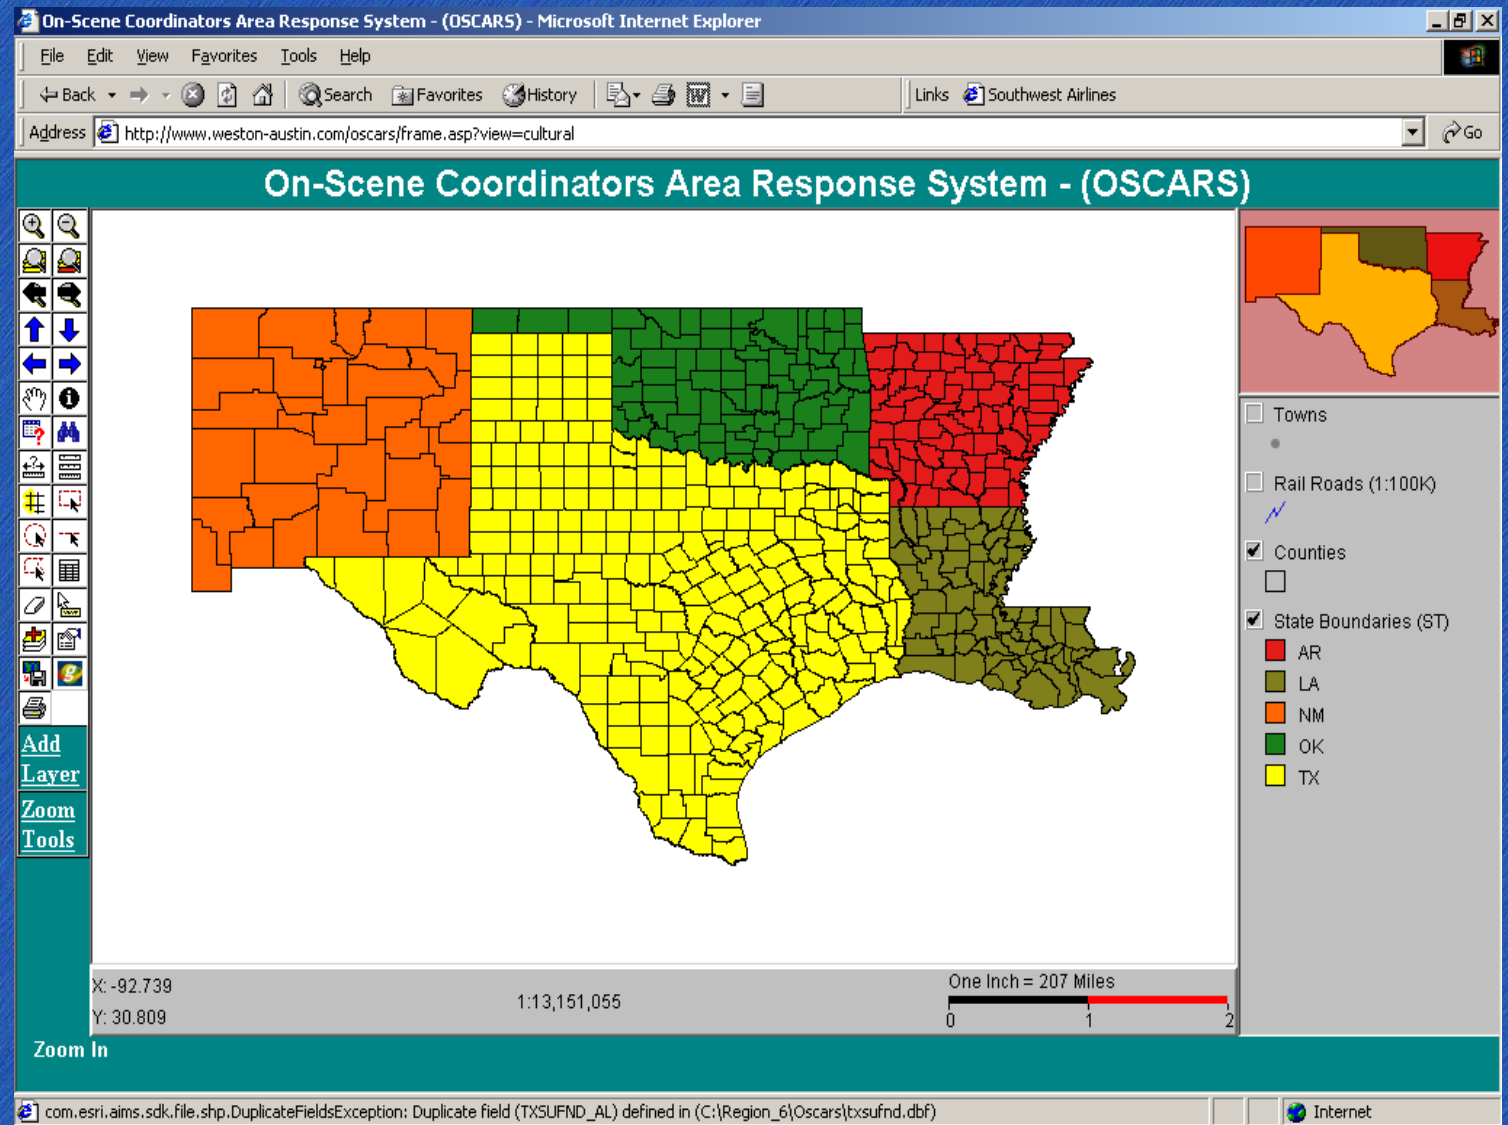 On-Scene Coordinators Area Response System - (OSCARS) - Microsoft Internet Explorer
File Edit View Favorites Tools Help
Back Search Favorites History Links Southwest Airlines
Address http://www.weston-austin.com/oscars/frame.asp?view=cultural Go
On-Scene Coordinators Area Response System - (OSCARS)
Towns
Rail Roads (1:100K)
Counties
State Boundaries (ST)
AR
LA
NM
OK
TX
Add
Layer
Zoom
Tools
X: -92.739
Y: 30.809
1:13,151,055
One Inch = 207 Miles
0 1 2
Zoom In
com.esri.aims.sdk.file.shp.DuplicateFieldsException: Duplicate field (TXSUFND_AL) defined in (C:\Region_6\Oscars\txsufnd.dbf) Internet